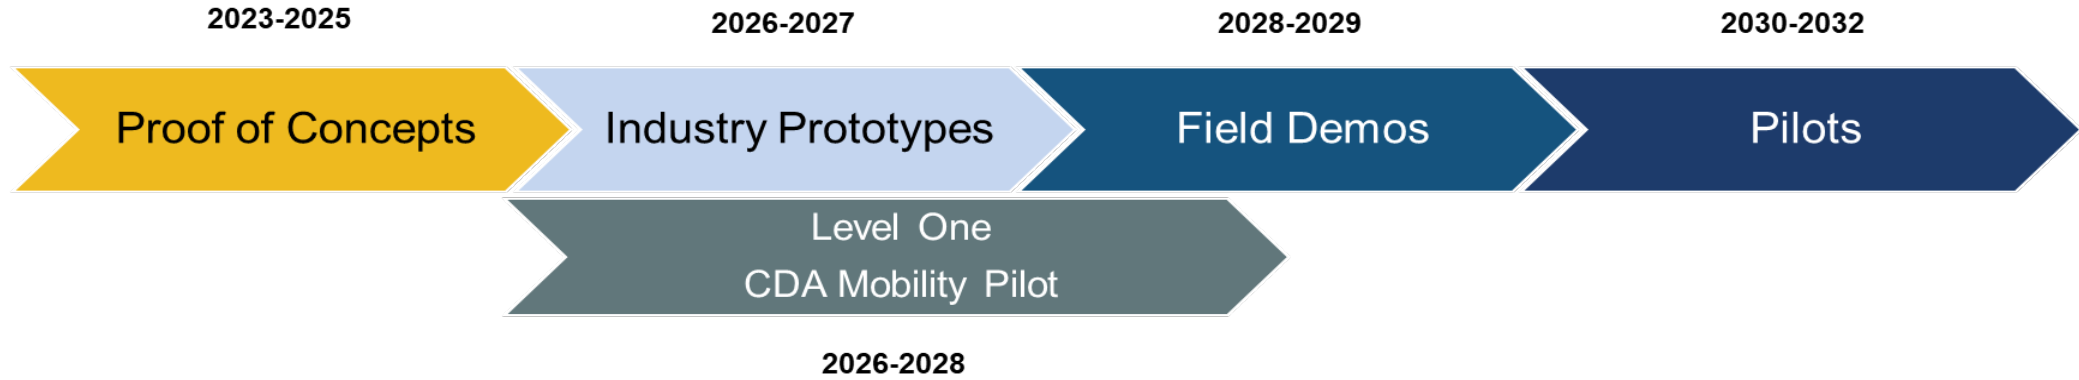 2023-2025
2026-2027
2028-2029
2030-2032
Proof of Concepts
Industry Prototypes
Field Demos
Pilots
Level One
CDA Mobility Pilot
2026-2028